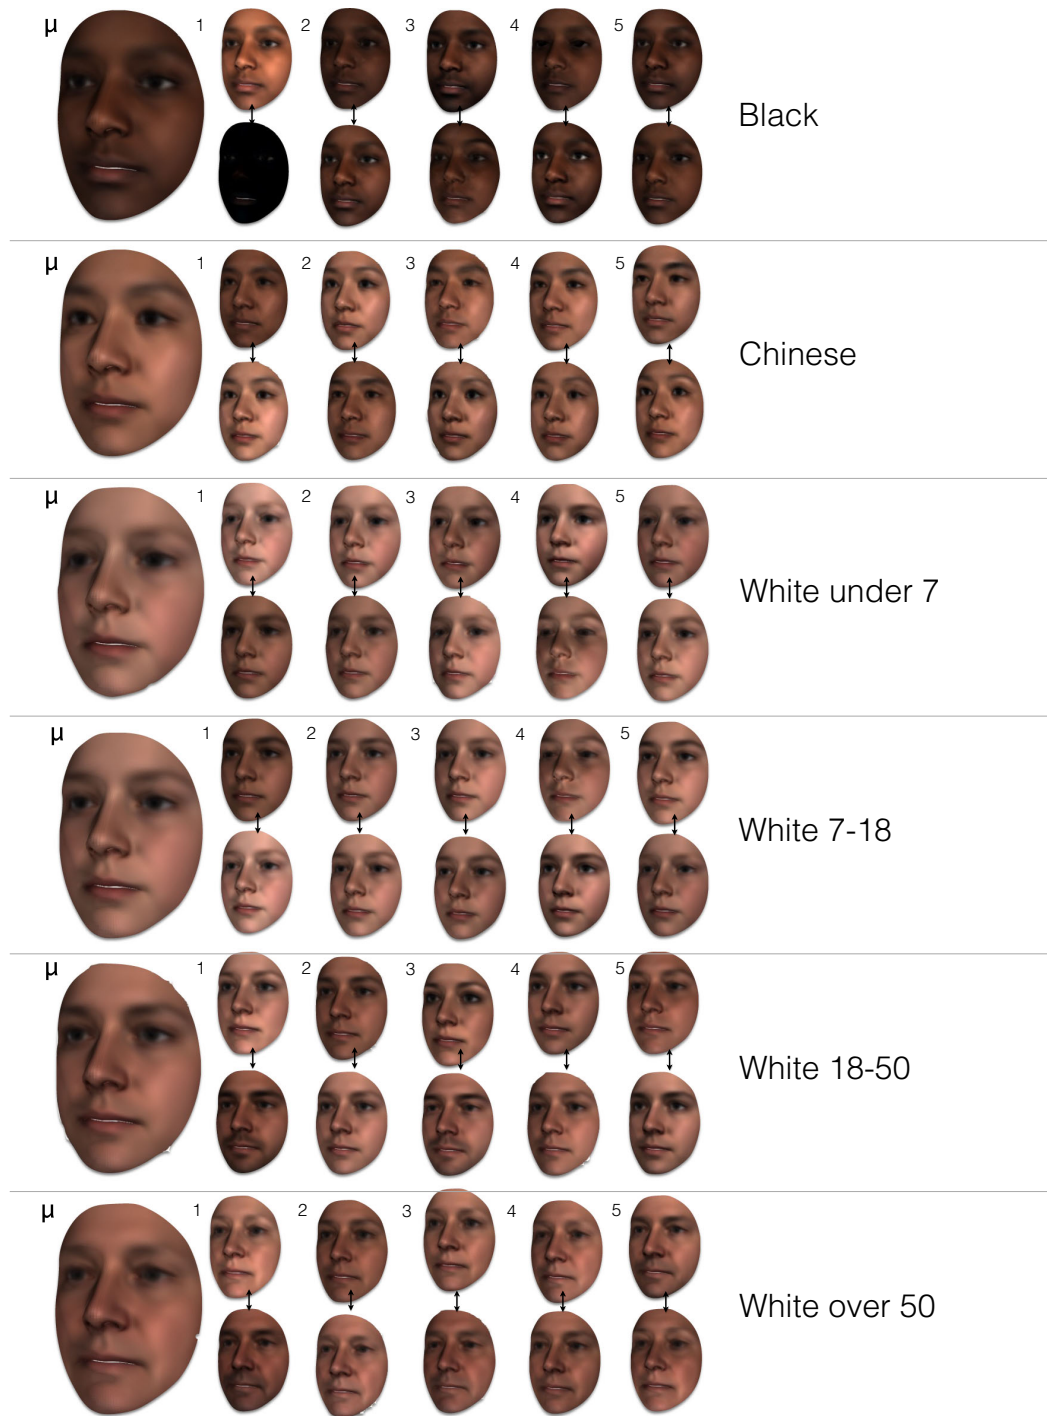 μ 1 2 3 4 5
Black
μ 1 2 3 4 5
Chinese
μ 1 2 3 4 5
White under 7
μ 1 2 3 4 5
White 7-18
μ 1 2 3 4 5
White 18-50
μ 1 2 3 4 5
White over 50